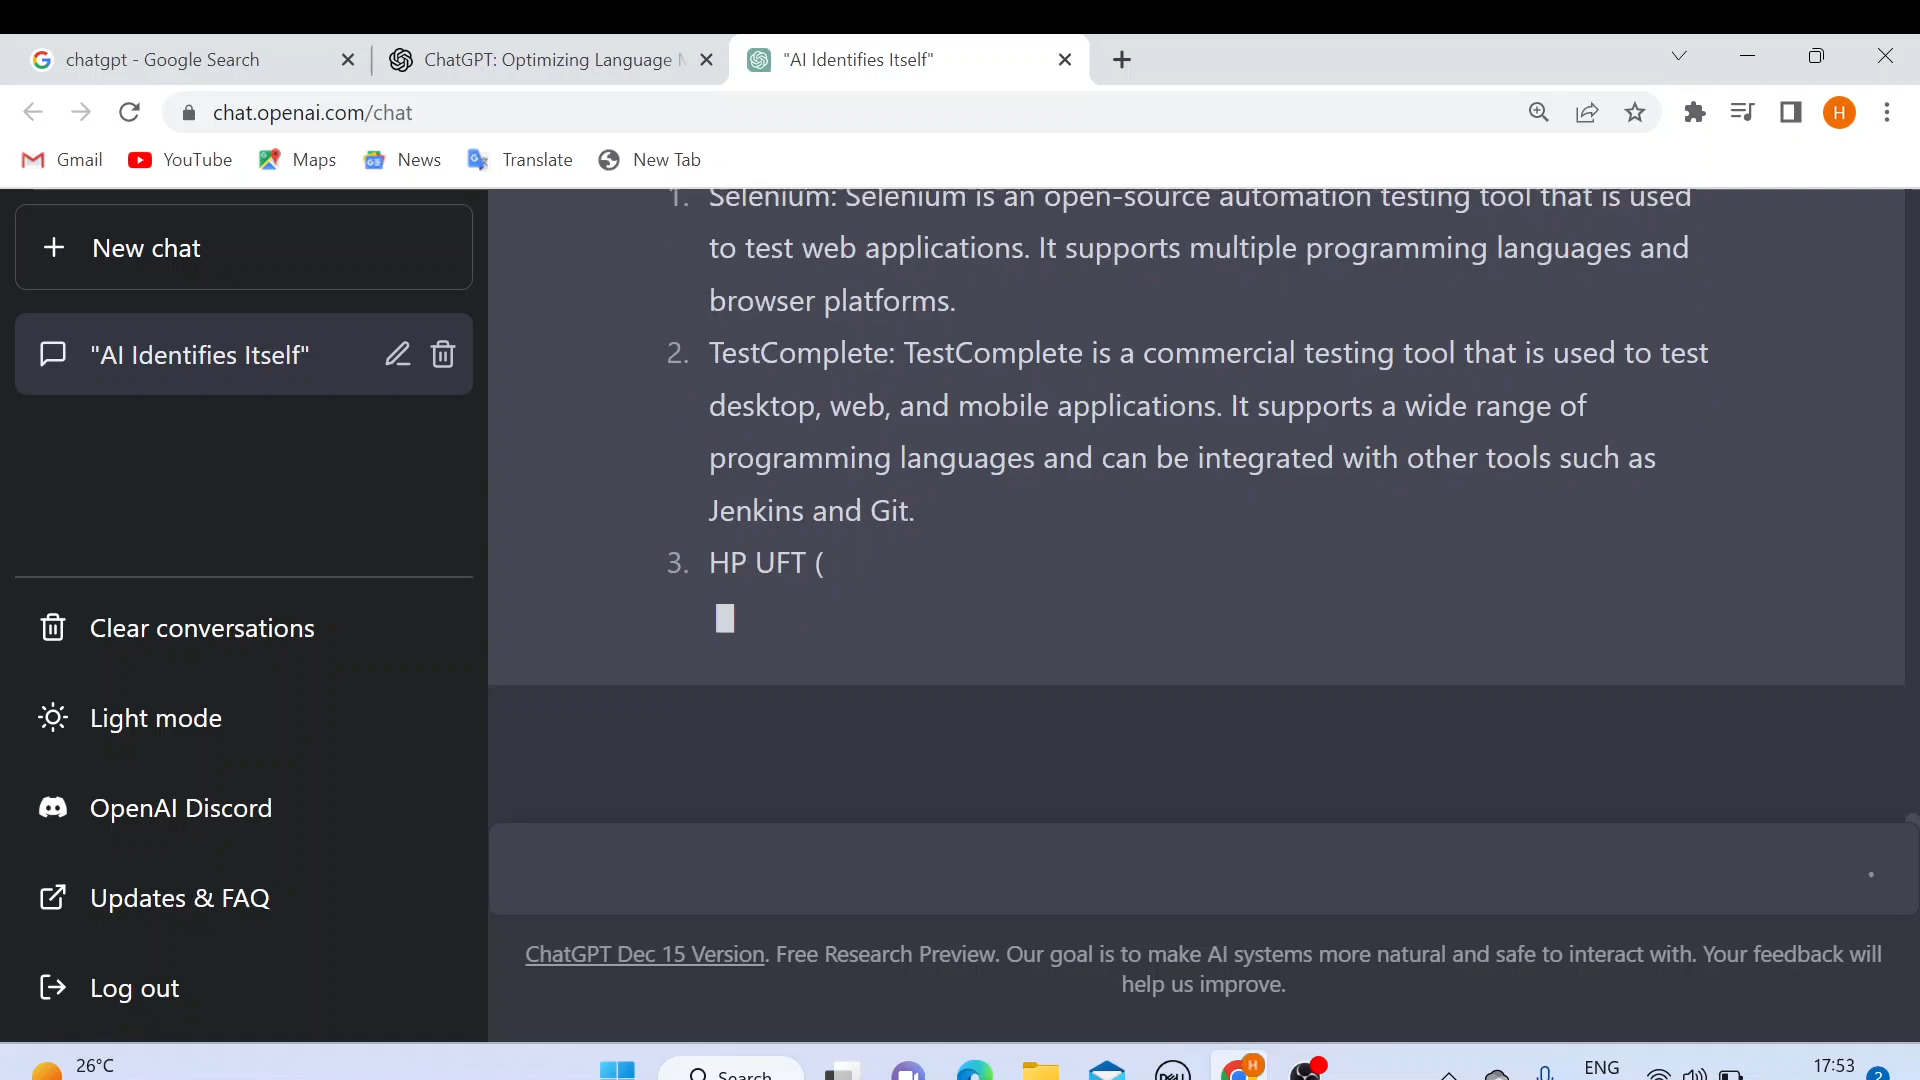 chatgpt - Google Search
ChatGPT: Optimizing Language
"AI Identifies Itself"
chat.openai.com/chat
H
Gmail
YouTube
Maps
News
Translate
New Tab
New chat
"AI Identifies Itself"
Clear conversations
Light mode
OpenAI Discord
Updates & FAQ
Log out
1. Selenium: Selenium is an open-source automation testing tool that is used
to test web applications. It supports multiple programming languages and
browser platforms.
2. TestComplete: TestComplete is a commercial testing tool that is used to test
desktop, web, and mobile applications. It supports a wide range of
programming languages and can be integrated with other tools such as
Jenkins and Git.
3. HP UFT (
ChatGPT Dec 15 Version. Free Research Preview. Our goal is to make AI systems more natural and safe to interact with. Your feedback will
help us improve.
26°C
Search
DELL
H
ENG
17:53
2